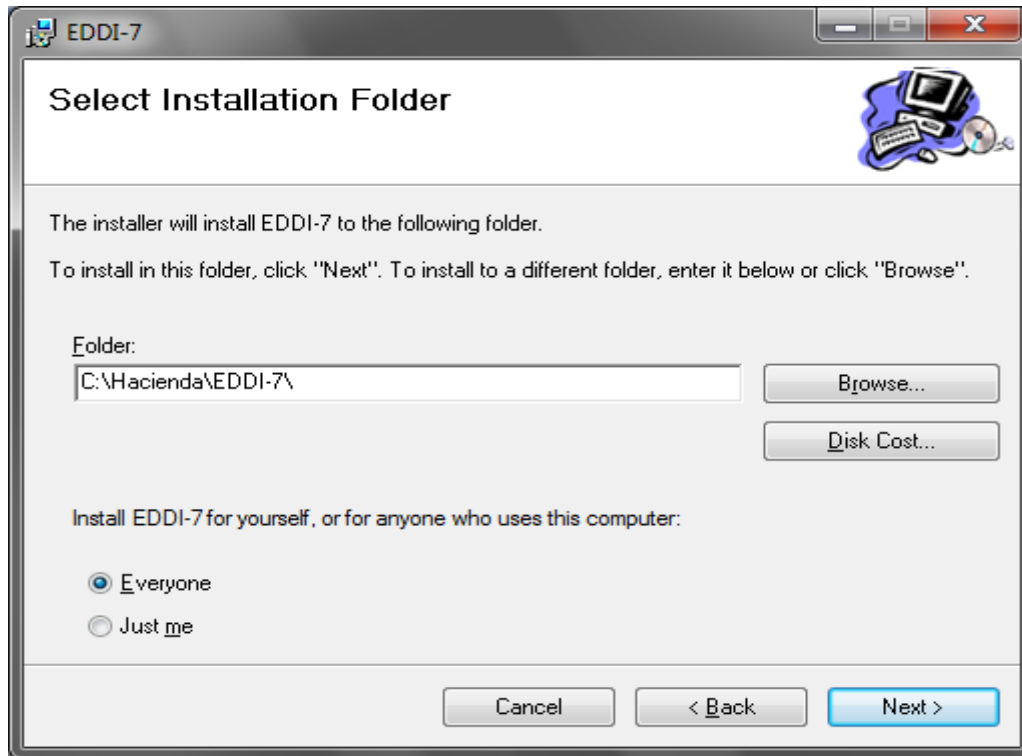 EDDI-7
Select Installation Folder
The installer will install EDDI-7 to the following folder.
To install in this folder, click "Next". To install to a different folder, enter it below or click "Browse".
Folder:
C:\Hacienda\EDDI-7\
Browse...
Disk Cost...
Install EDDI-7 for yourself, or for anyone who uses this computer:
Everyone
Just me
Cancel
< Back
Next >